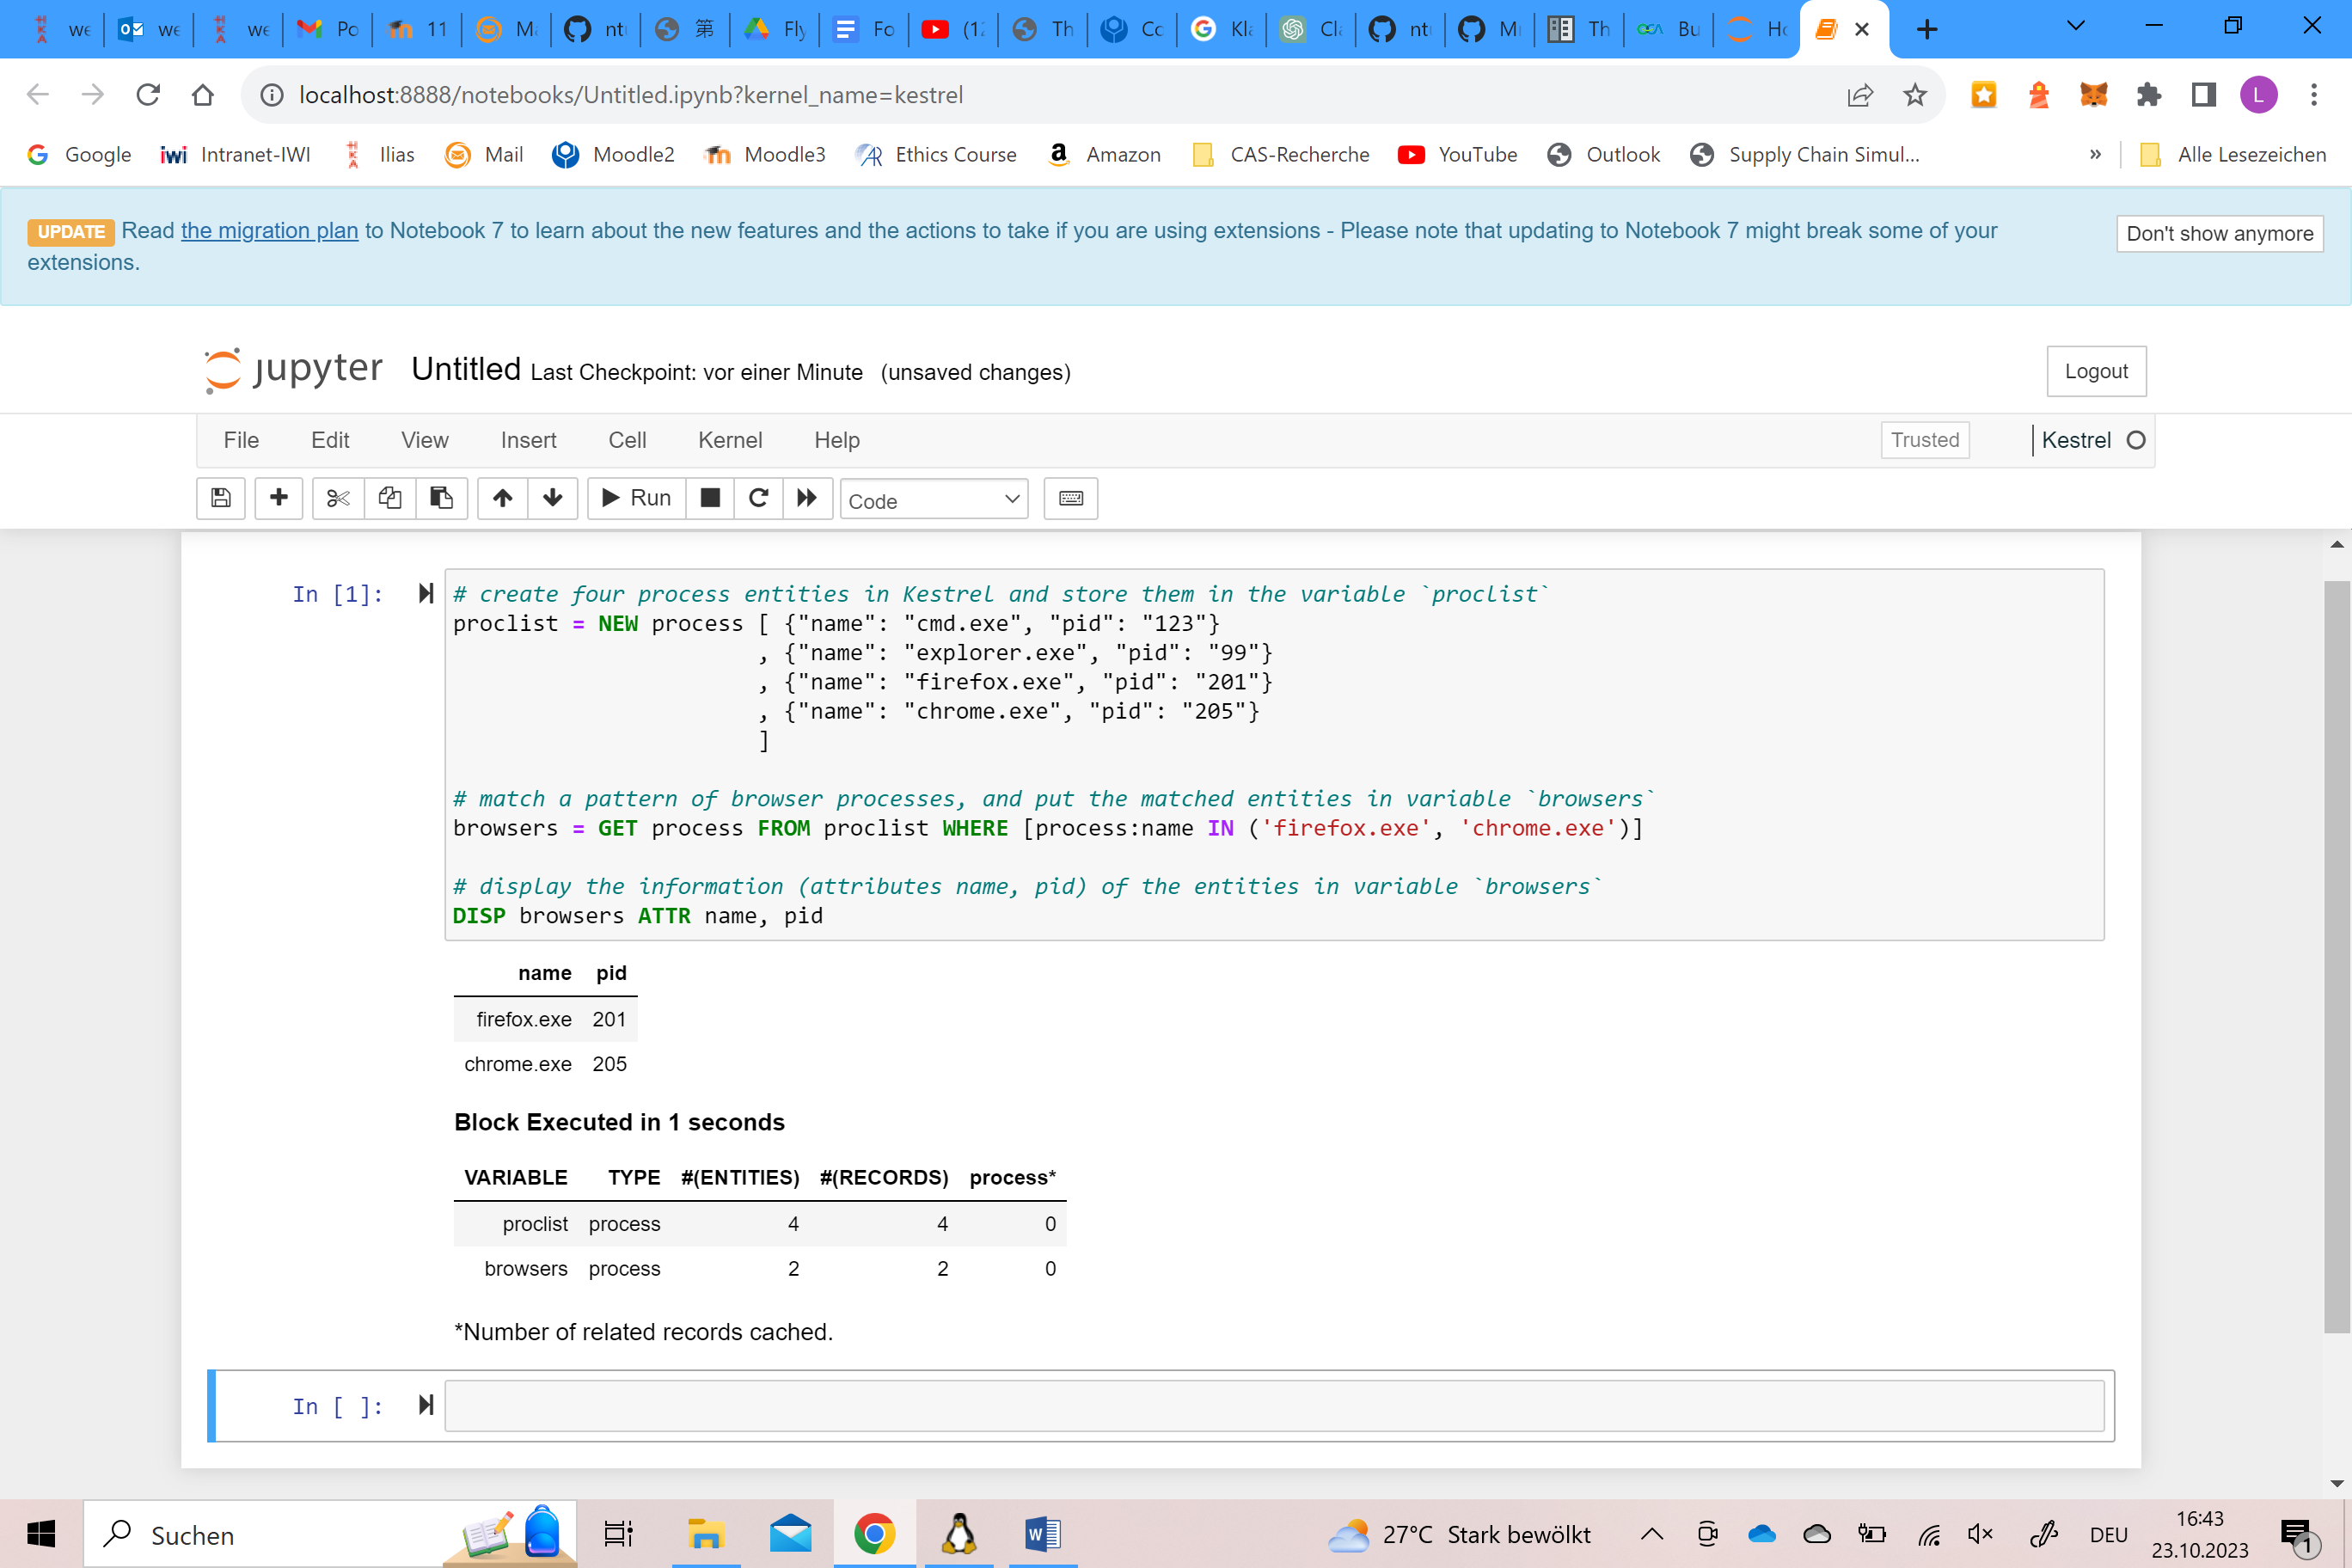 we we we Po 11 Ma nt 第 Fly Fo (12 Th Co Kla Cla nt Mi Th Bu Ho
localhost:8888/notebooks/Untitled.ipynb?kernel_name=kestrel L
Google iwi Intranet-IWI Ilias Mail Moodle2 Moodle3 Ethics Course Amazon CAS-Recherche YouTube Outlook Supply Chain Simul... » Alle Lesezeichen
UPDATE Read the migration plan to Notebook 7 to learn about the new features and the actions to take if you are using extensions - Please note that updating to Notebook 7 might break some of your
extensions.
Don't show anymore
jupyter Untitled Last Checkpoint: vor einer Minute (unsaved changes) Logout
File Edit View Insert Cell Kernel Help Trusted Kestrel
Run Code
In [1]:
# create four process entities in Kestrel and store them in the variable `proclist`
proclist = NEW process [ {"name": "cmd.exe", "pid": "123"}
, {"name": "explorer.exe", "pid": "99"}
, {"name": "firefox.exe", "pid": "201"}
, {"name": "chrome.exe", "pid": "205"}
]
# match a pattern of browser processes, and put the matched entities in variable `browsers`
browsers = GET process FROM proclist WHERE [process:name IN ('firefox.exe', 'chrome.exe')]
# display the information (attributes name, pid) of the entities in variable `browsers`
DISP browsers ATTR name, pid
name pid
firefox.exe 201
chrome.exe 205
Block Executed in 1 seconds
VARIABLE TYPE #(ENTITIES) #(RECORDS) process*
proclist process 4 4 0
browsers process 2 2 0
*Number of related records cached.
In [ ]:
Suchen 27°C Stark bewölkt DEU 16:43
23.10.2023 1